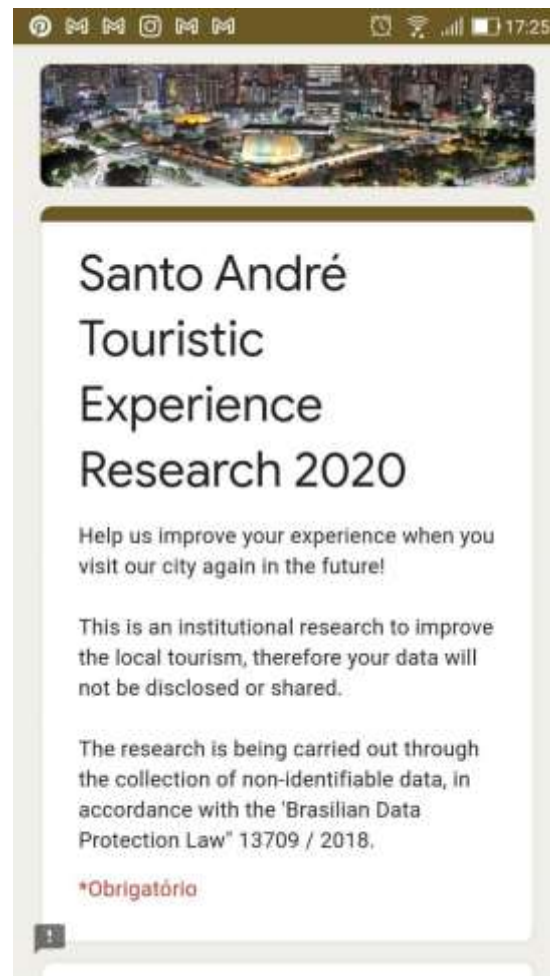 17:25
Santo André
Touristic
Experience
Research 2020
Help us improve your experience when you
visit our city again in the future!
This is an institutional research to improve
the local tourism, therefore your data will
not be disclosed or shared.
The research is being carried out through
the collection of non-identifiable data, in
accordance with the 'Brasilian Data
Protection Law" 13709 / 2018.
*Obrigatório